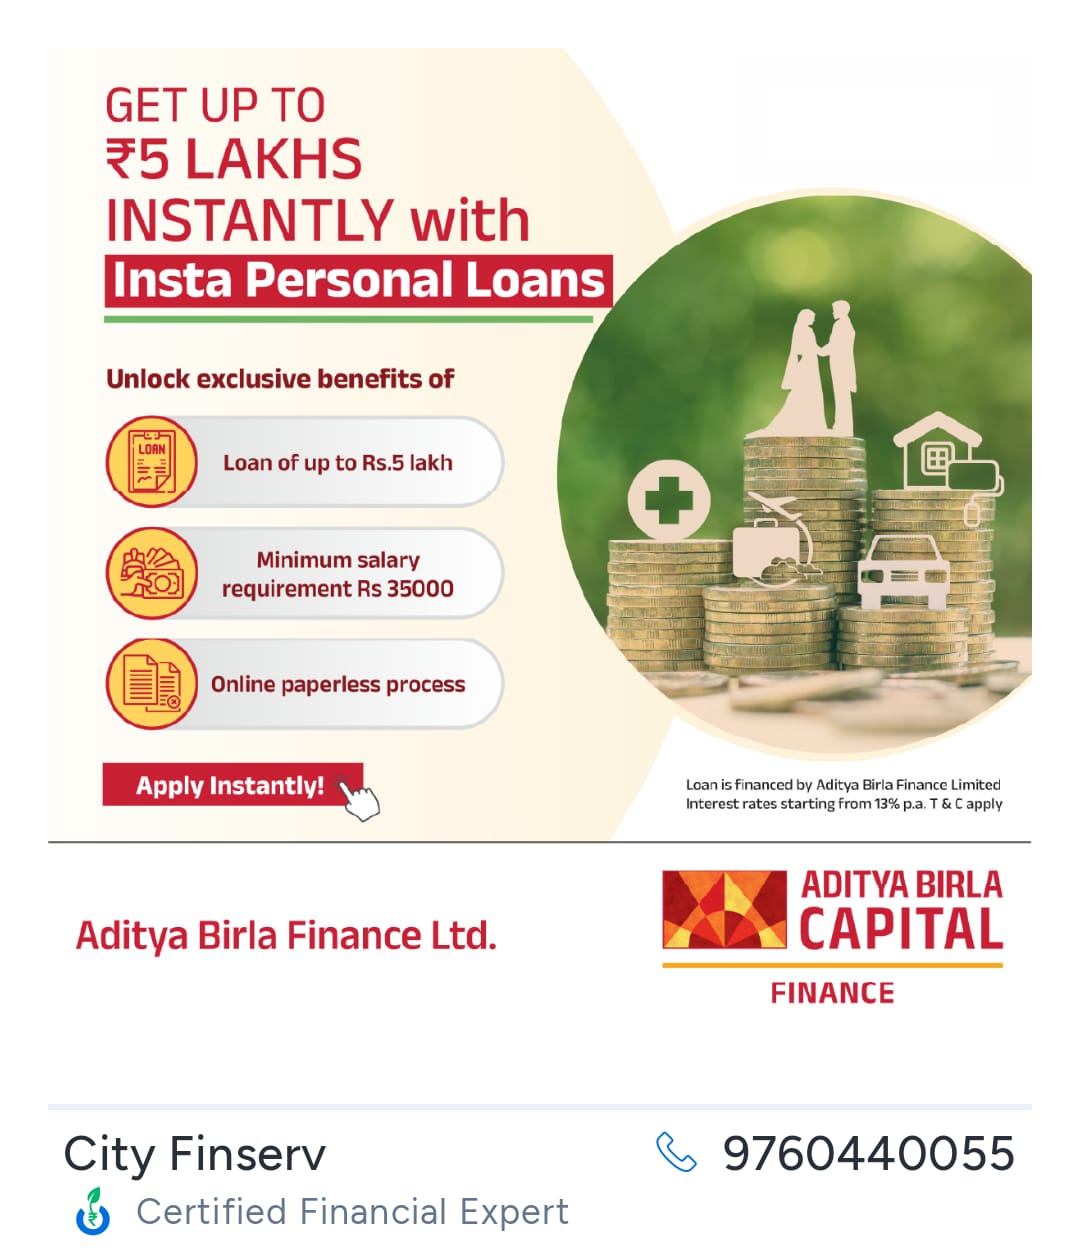 GET UP TO
₹5 LAKHS
INSTANTLY with
Insta Personal Loans
Unlock exclusive benefits of
LOAN
Loan of up to Rs.5 lakh
Minimum salary
requirement Rs 35000
Online paperless process
Apply Instantly!
Loan is financed by Aditya Birla Finance Limited
Interest rates starting from 13% p.a. T & C apply
Aditya Birla Finance Ltd.
ADITYA BIRLA
CAPITAL
FINANCE
City Finserv
9760440055
₹
Certified Financial Expert